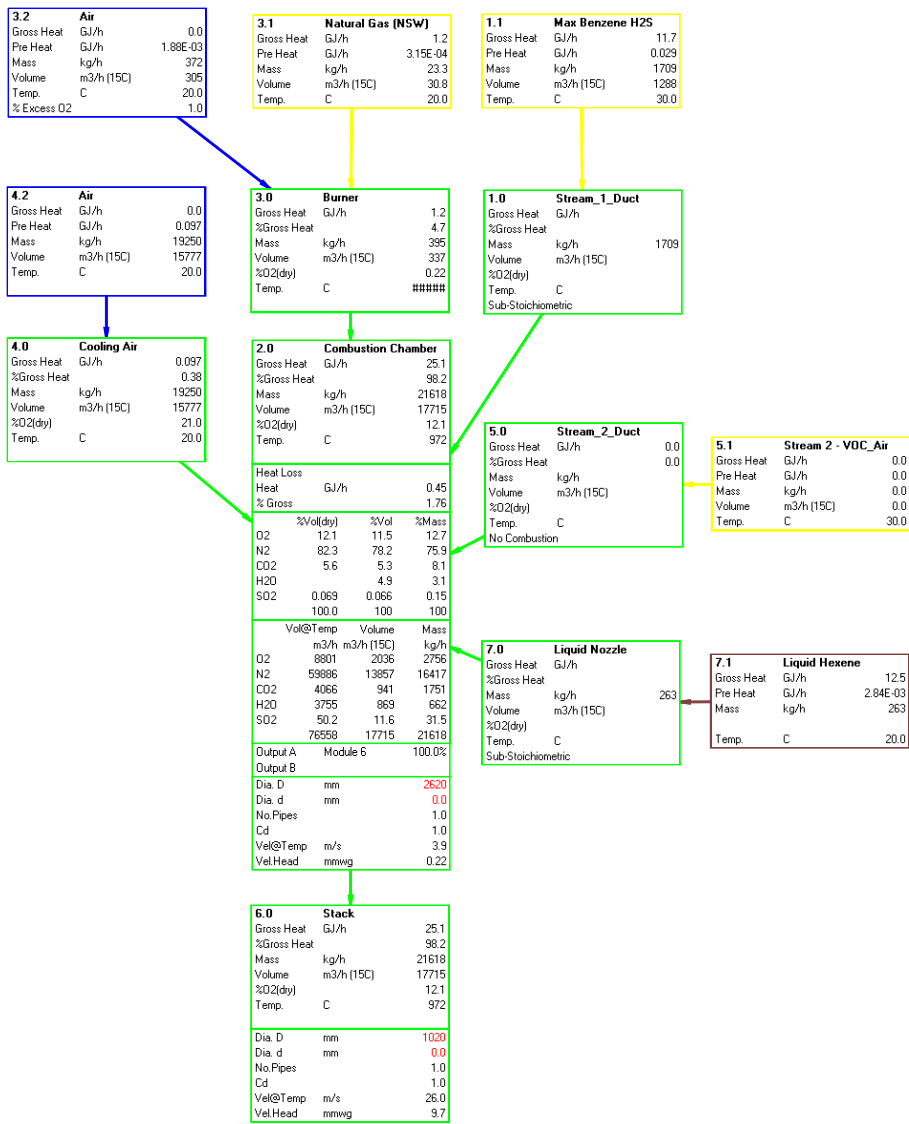 3.2 Air
Gross Heat GJ/h 0.0
Pre Heat GJ/h 1.88E-03
Mass kg/h 372
Volume m3/h (15C) 305
Temp. C 20.0
% Excess O2 1.0
3.1 Natural Gas (NSW)
Gross Heat GJ/h 1.2
Pre Heat GJ/h 3.15E-04
Mass kg/h 23.3
Volume m3/h (15C) 30.8
Temp. C 20.0
1.1 Max Benzene H2S
Gross Heat GJ/h 11.7
Pre Heat GJ/h 0.029
Mass kg/h 1709
Volume m3/h (15C) 1288
Temp. C 30.0
4.2 Air
Gross Heat GJ/h 0.0
Pre Heat GJ/h 0.097
Mass kg/h 19250
Volume m3/h (15C) 15777
Temp. C 20.0
3.0 Burner
Gross Heat GJ/h 1.2
%Gross Heat 4.7
Mass kg/h 395
Volume m3/h (15C) 337
%O2(dry) 0.22
Temp. C #####
1.0 Stream_1_Duct
Gross Heat GJ/h
%Gross Heat
Mass kg/h 1709
Volume m3/h (15C)
%O2(dry)
Temp. C
Sub-Stoichiometric
4.0 Cooling Air
Gross Heat GJ/h 0.097
%Gross Heat 0.38
Mass kg/h 19250
Volume m3/h (15C) 15777
%O2(dry) 21.0
Temp. C 20.0
2.0 Combustion Chamber
Gross Heat GJ/h 25.1
%Gross Heat 98.2
Mass kg/h 21618
Volume m3/h (15C) 17715
%O2(dry) 12.1
Temp. C 972
Heat Loss
Heat GJ/h 0.45
% Gross 1.76
%Vol(dry) %Vol %Mass
O2 12.1 11.5 12.7
N2 82.3 78.2 75.9
CO2 5.6 5.3 8.1
H2O 4.9 3.1
SO2 0.069 0.066 0.15
100.0 100 100
Vol@Temp Volume Mass
m3/h m3/h (15C) kg/h
O2 8801 2036 2756
N2 59886 13857 16417
CO2 4066 941 1751
H2O 3755 869 662
SO2 50.2 11.6 31.5
76558 17715 21618
Output A Module 6 100.0%
Output B
Dia. D mm 2620
Dia. d mm 0.0
No.Pipes 1.0
Cd 1.0
Vel@Temp m/s 3.9
Vel.Head mmwg 0.22
5.0 Stream_2_Duct
Gross Heat GJ/h 0.0
%Gross Heat 0.0
Mass kg/h
Volume m3/h (15C)
%O2(dry)
Temp. C
No Combustion
5.1 Stream 2 - VOC_Air
Gross Heat GJ/h 0.0
Pre Heat GJ/h 0.0
Mass kg/h 0.0
Volume m3/h (15C) 0.0
Temp. C 30.0
7.0 Liquid Nozzle
Gross Heat GJ/h
%Gross Heat
Mass kg/h 263
Volume m3/h (15C)
%O2(dry)
Temp. C
Sub-Stoichiometric
7.1 Liquid Hexene
Gross Heat GJ/h 12.5
Pre Heat GJ/h 2.84E-03
Mass kg/h 263
Temp. C 20.0
6.0 Stack
Gross Heat GJ/h 25.1
%Gross Heat 98.2
Mass kg/h 21618
Volume m3/h (15C) 17715
%O2(dry) 12.1
Temp. C 972
Dia. D mm 1020
Dia. d mm 0.0
No.Pipes 1.0
Cd 1.0
Vel@Temp m/s 26.0
Vel.Head mmwg 9.7